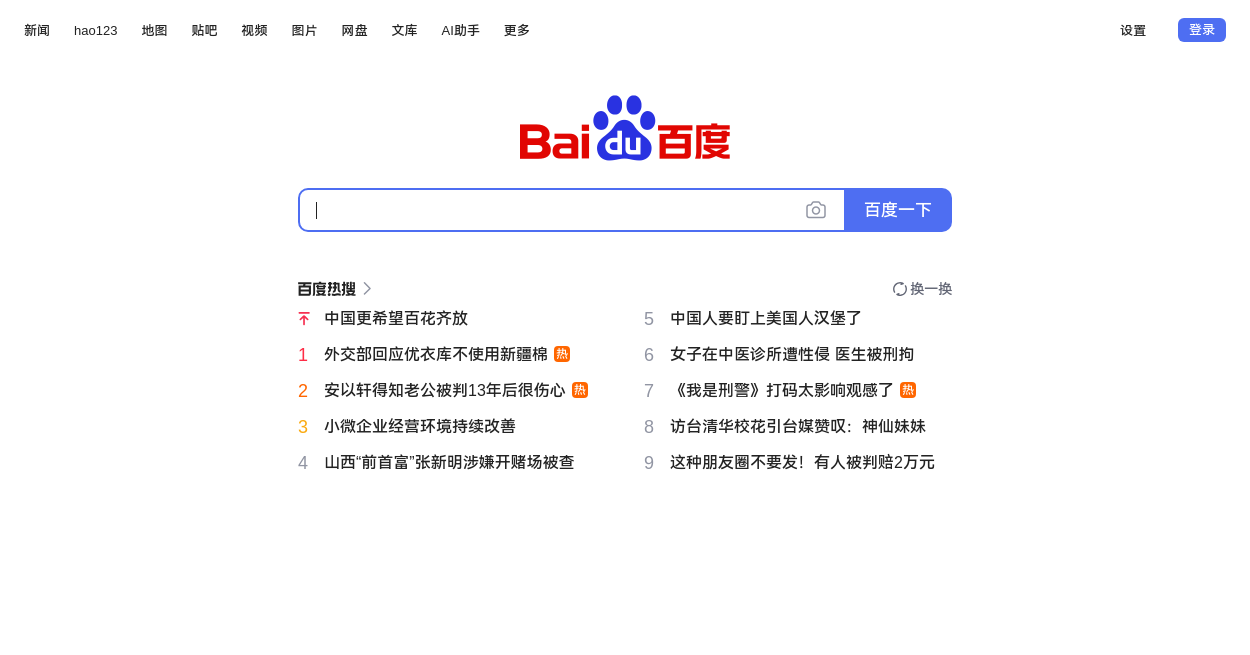 新闻 hao123 地图 贴吧 视频 图片 网盘 文库 AI助手 更多 设置 登录
Bai du 百度
百度一下
百度热搜 换一换
中国更希望百花齐放
1 外交部回应优衣库不使用新疆棉 热
2 安以轩得知老公被判13年后很伤心 热
3 小微企业经营环境持续改善
4 山西“前首富”张新明涉嫌开赌场被查
5 中国人要盯上美国人汉堡了
6 女子在中医诊所遭性侵 医生被刑拘
7 《我是刑警》打码太影响观感了 热
8 访台清华校花引台媒赞叹：神仙妹妹
9 这种朋友圈不要发！有人被判赔2万元